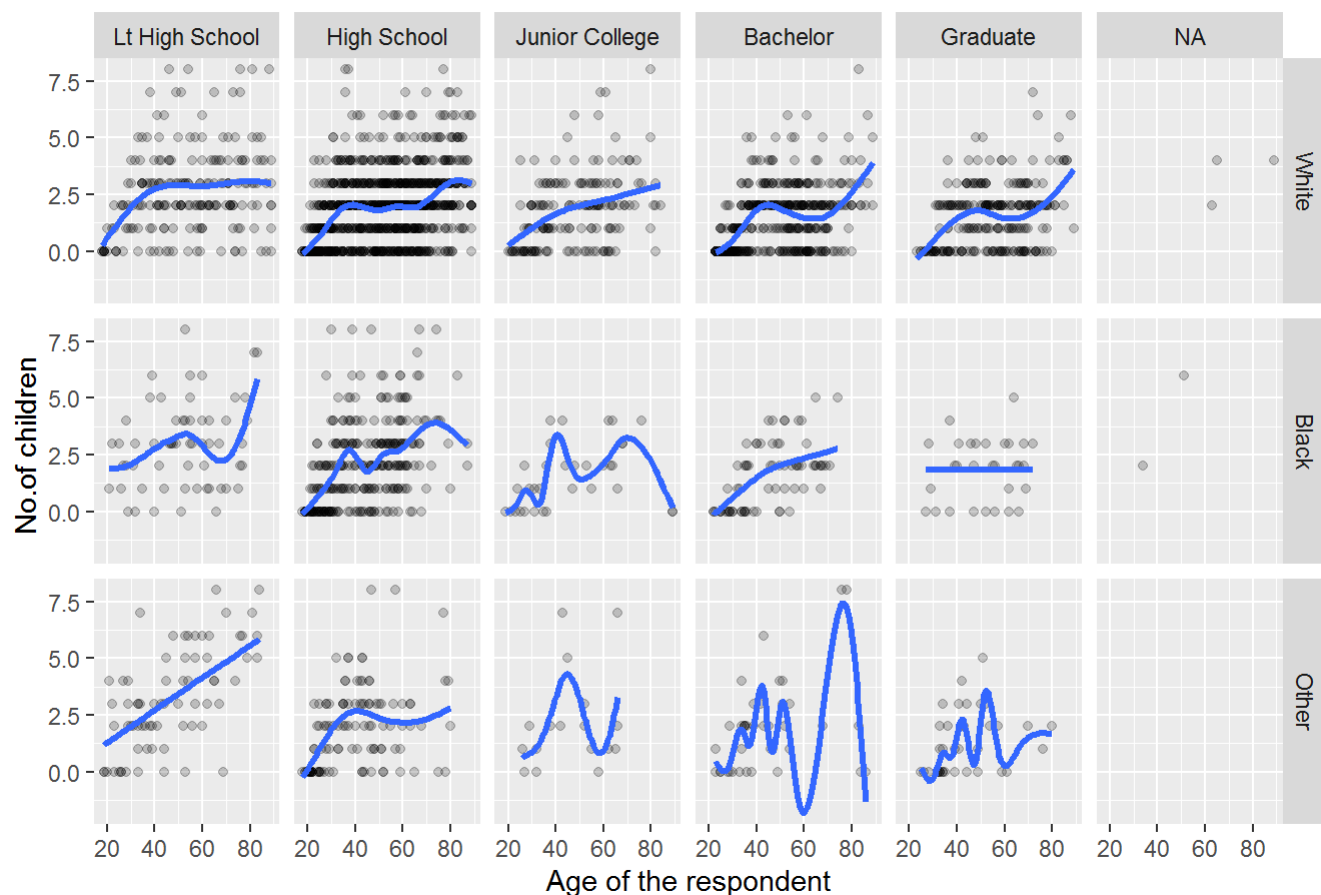 Lt High School High School Junior College Bachelor Graduate NA
7.5
5.0
2.5
0.0
White
7.5
5.0
2.5
0.0
Black
7.5
5.0
2.5
0.0
Other
No.of children
20 40 60 80 20 40 60 80 20 40 60 80 20 40 60 80 20 40 60 80 20 40 60 80
Age of the respondent